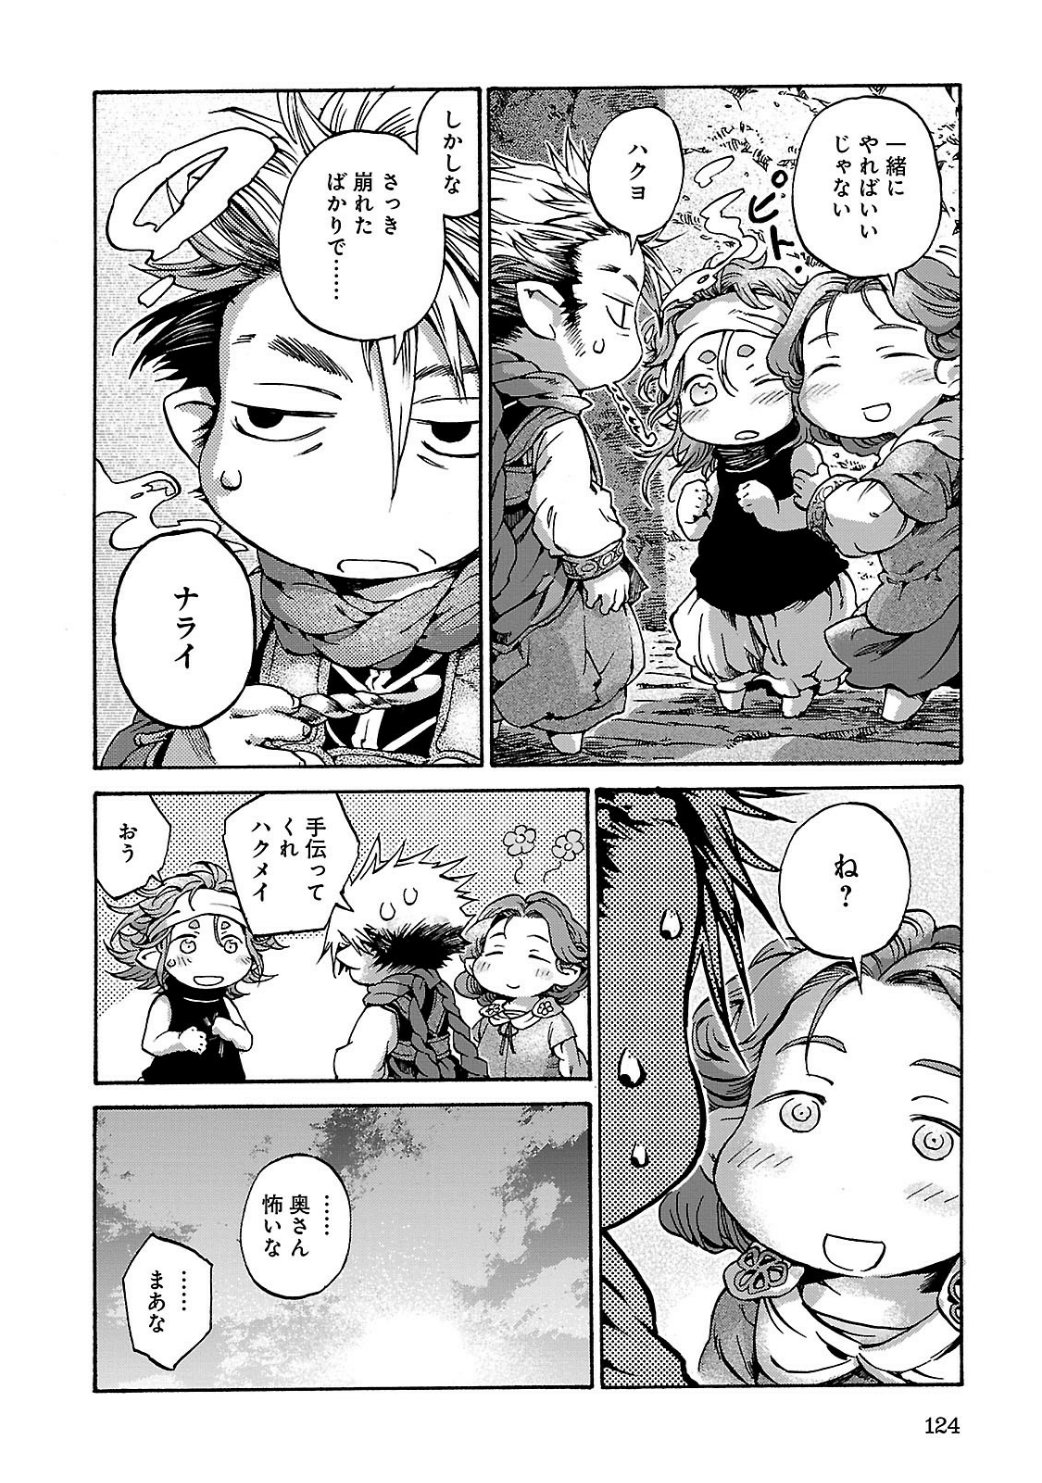 一緒に
やればいい
じゃない
ピト
ハクヨ
しかしな
さっき
崩れた
ばかりで……
ナライ
ね?
手伝って
くれ
ハクメイ
おぅ
……
奥さん
怖いな
……
まあな
124